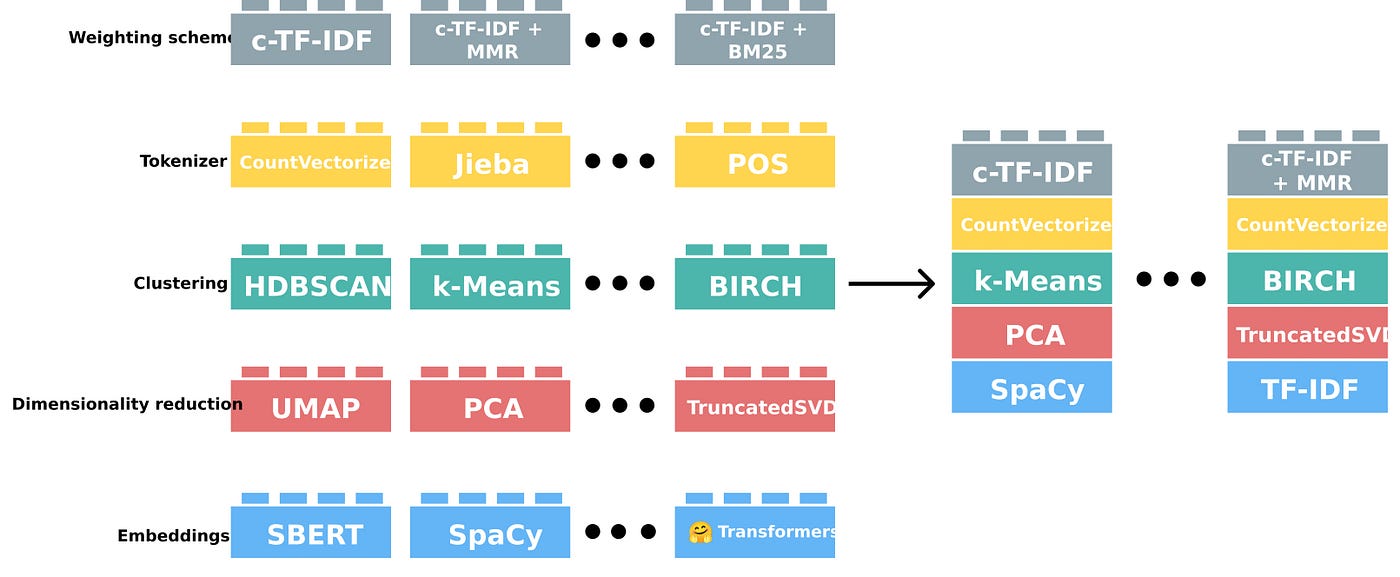 Weighting scheme
c-TF-IDF
c-TF-IDF +
MMR
c-TF-IDF +
BM25
Tokenizer
CountVectorize
Jieba
POS
Clustering
HDBSCAN
k-Means
BIRCH
Dimensionality reduction
UMAP
PCA
TruncatedSVD
Embeddings
SBERT
SpaCy
🤗 Transformers
c-TF-IDF
CountVectorize
k-Means
PCA
SpaCy
c-TF-IDF
+ MMR
CountVectorize
BIRCH
TruncatedSVD
TF-IDF